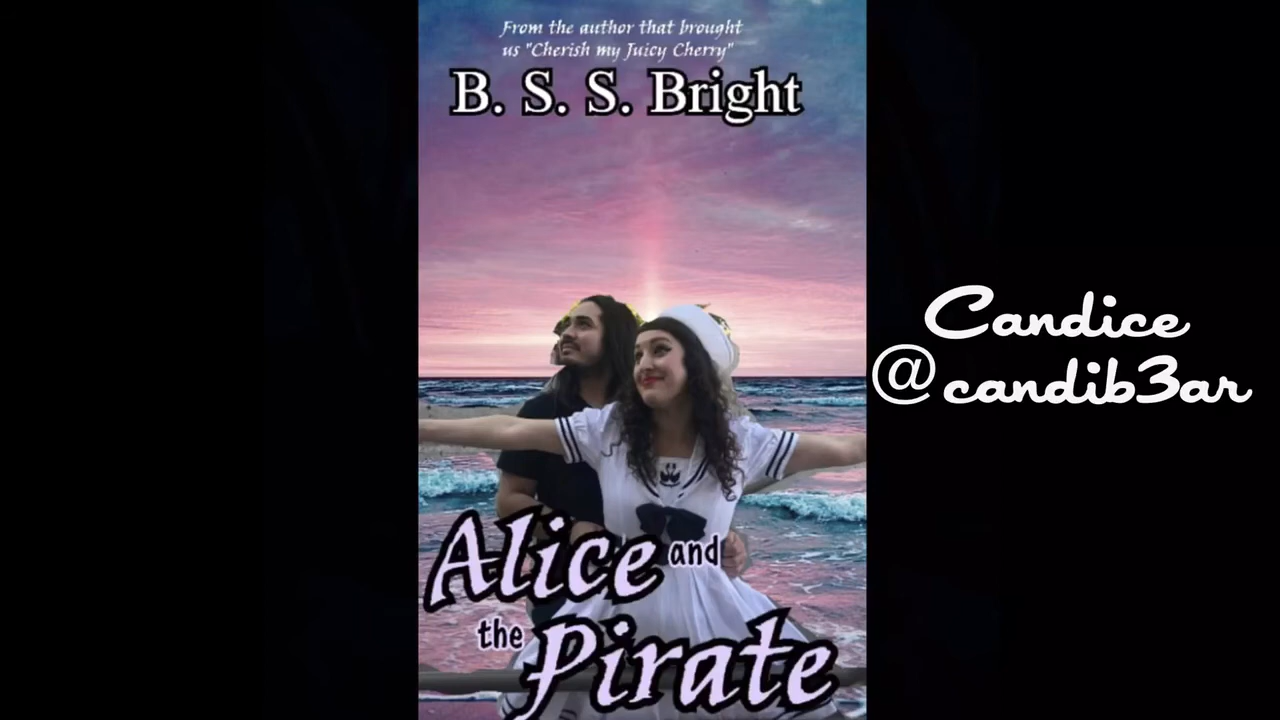 From the author that brought
us "Cherish my Juicy Cherry"
B. S. S. Bright
Alice and
the Pirate
Candice
@candib3ar